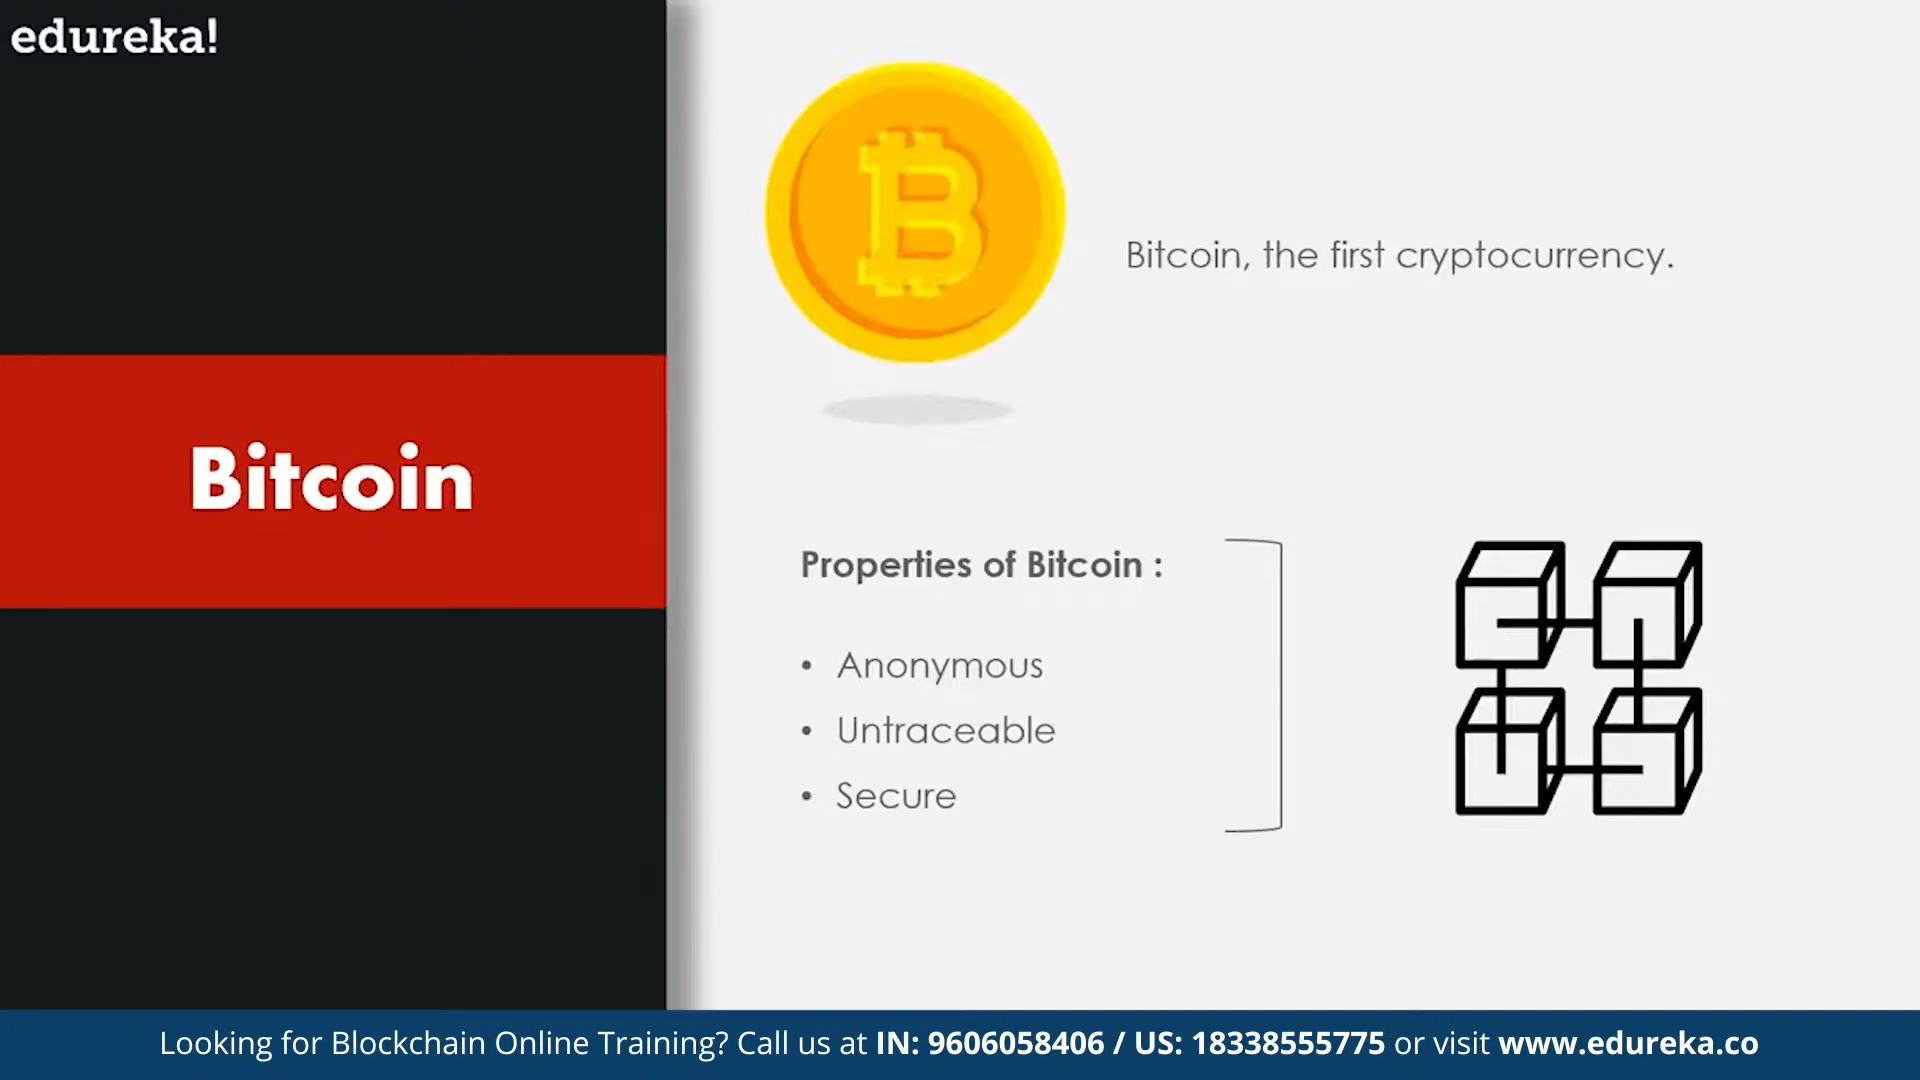 edureka!
Bitcoin, the first cryptocurrency.
Bitcoin
Properties of Bitcoin :
• Anonymous
• Untraceable
• Secure
Looking for Blockchain Online Training? Call us at IN: 9606058406 / US: 18338555775 or visit www.edureka.co